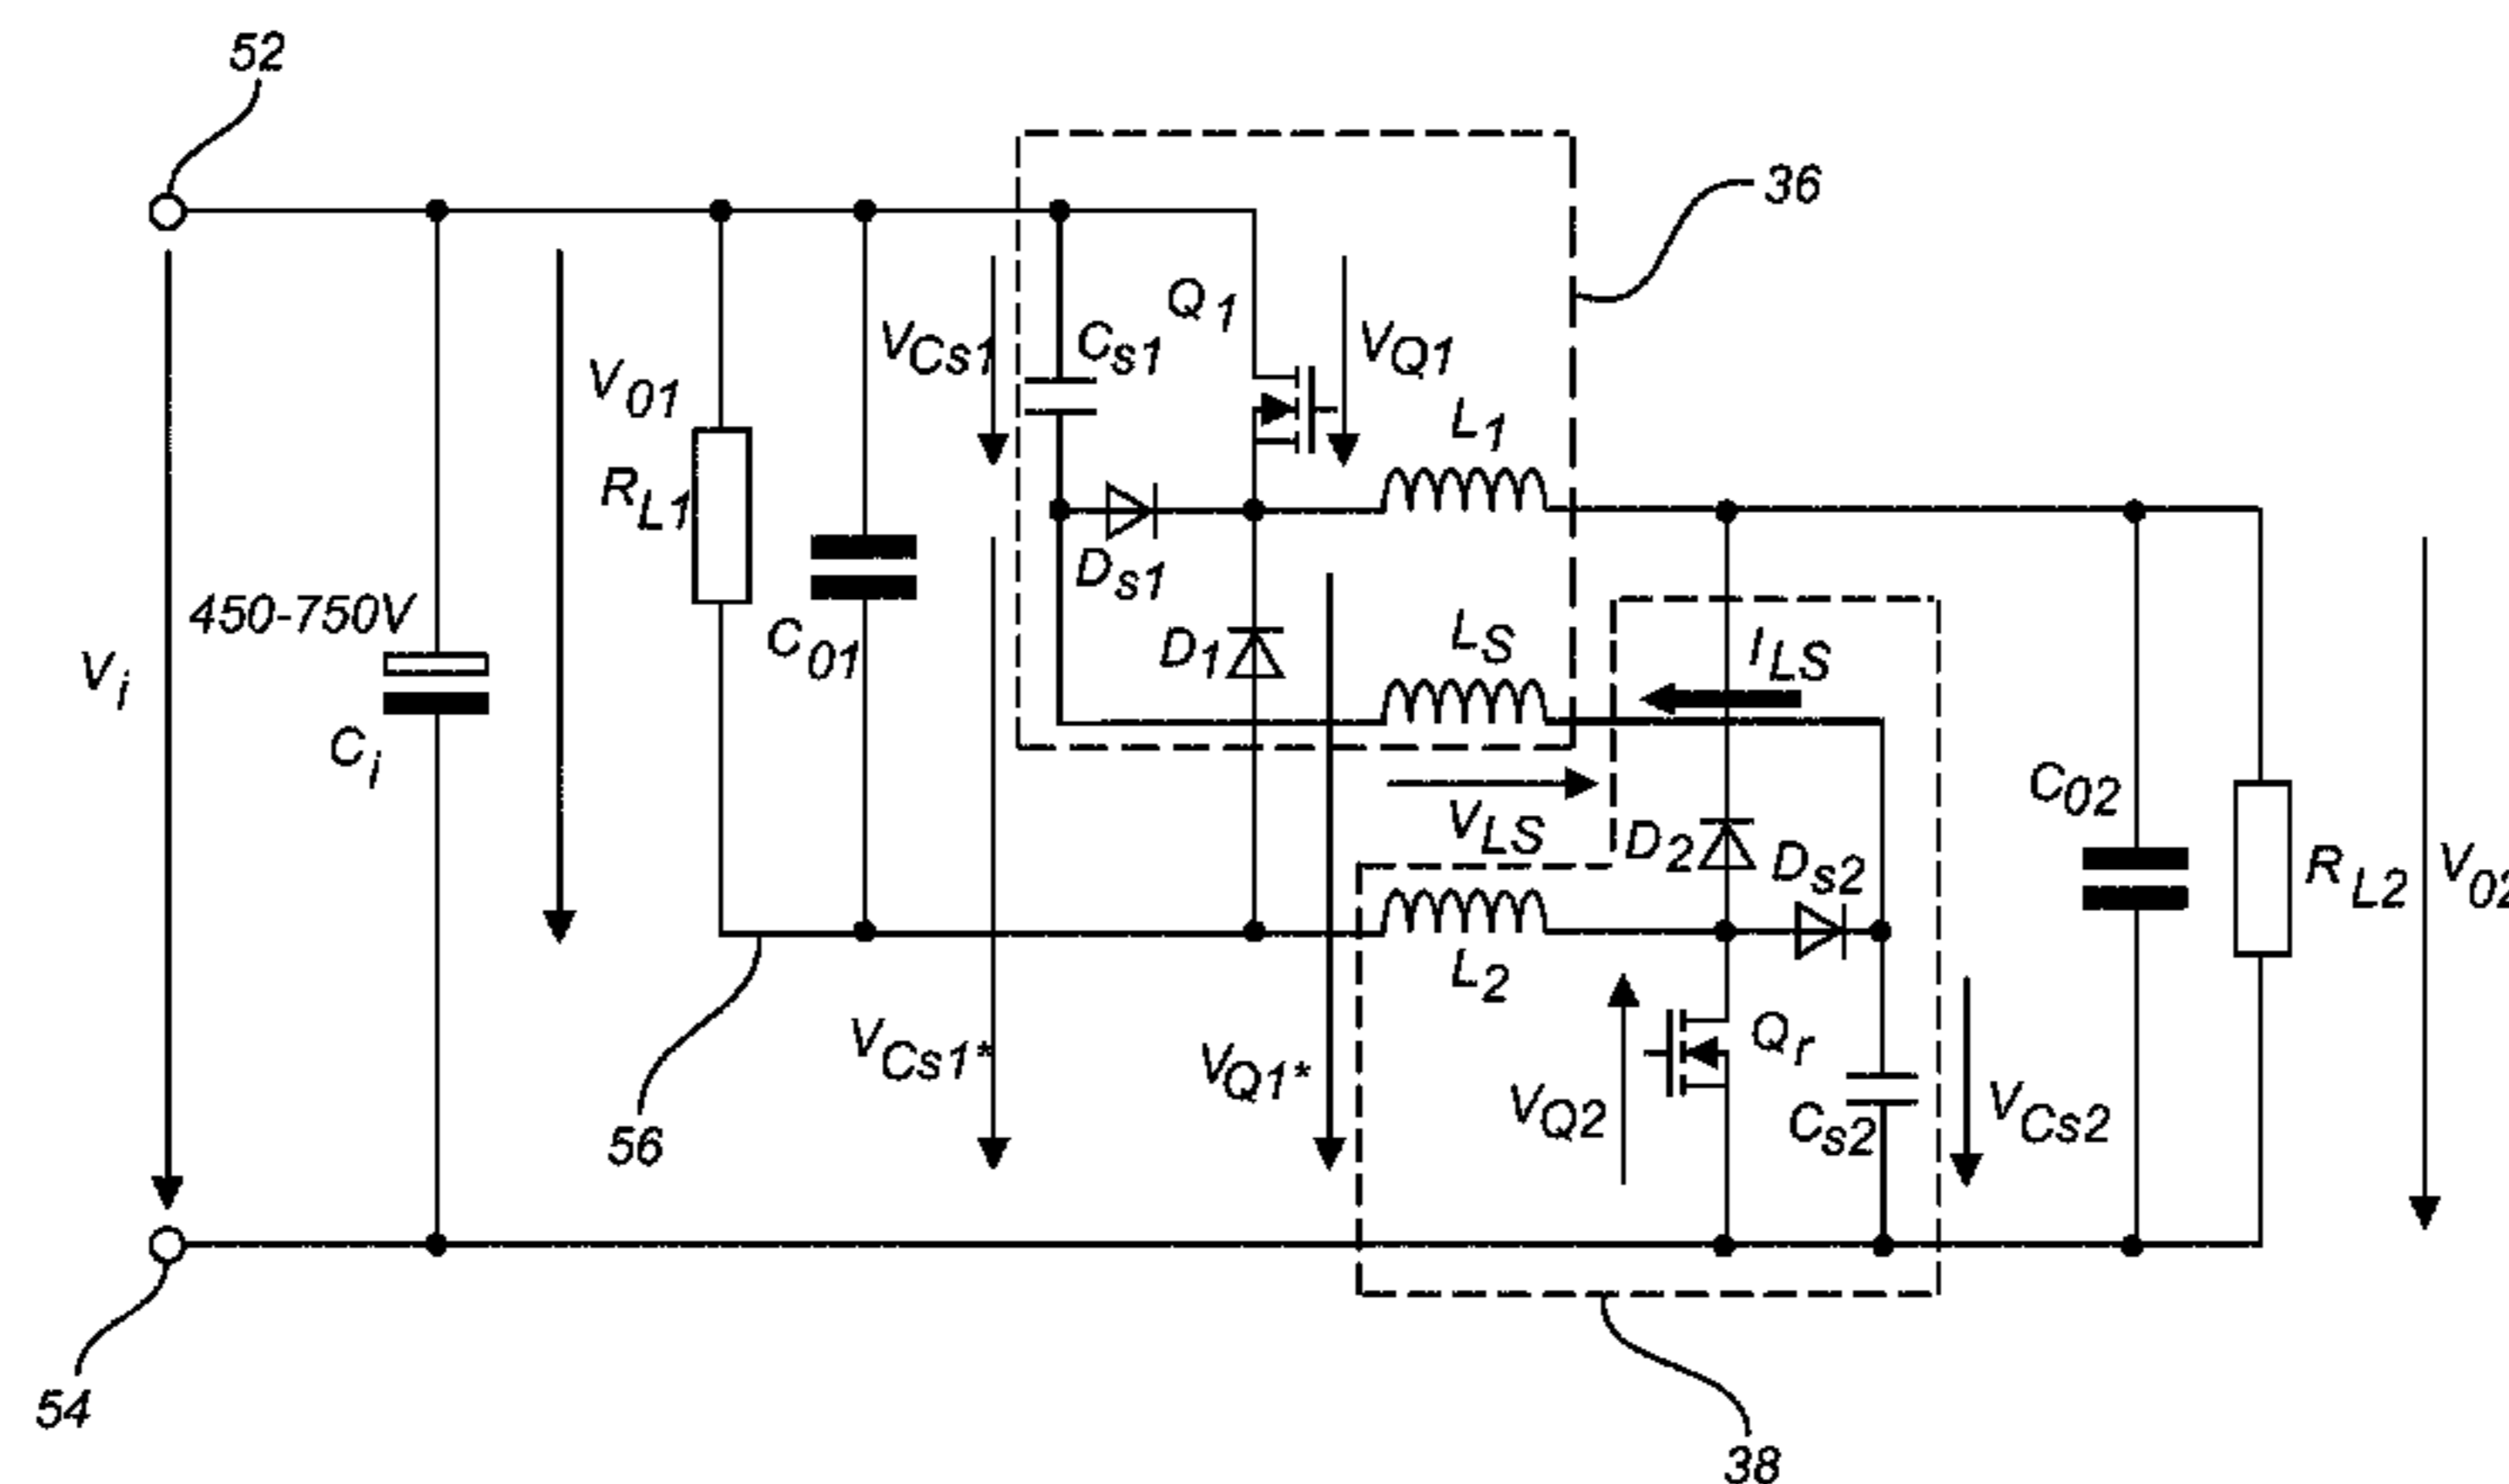 52
36
Q1
VCs1
Cs1
VQ1
V01
L1
RL1
Ds1
450-750V
C01
D1
LS
ILS
Vi
Ci
C02
VLS
D2
Ds2
RL2
V02
L2
VCs1*
VQ1*
VQ2
Qr
Cs2
VCs2
56
54
38